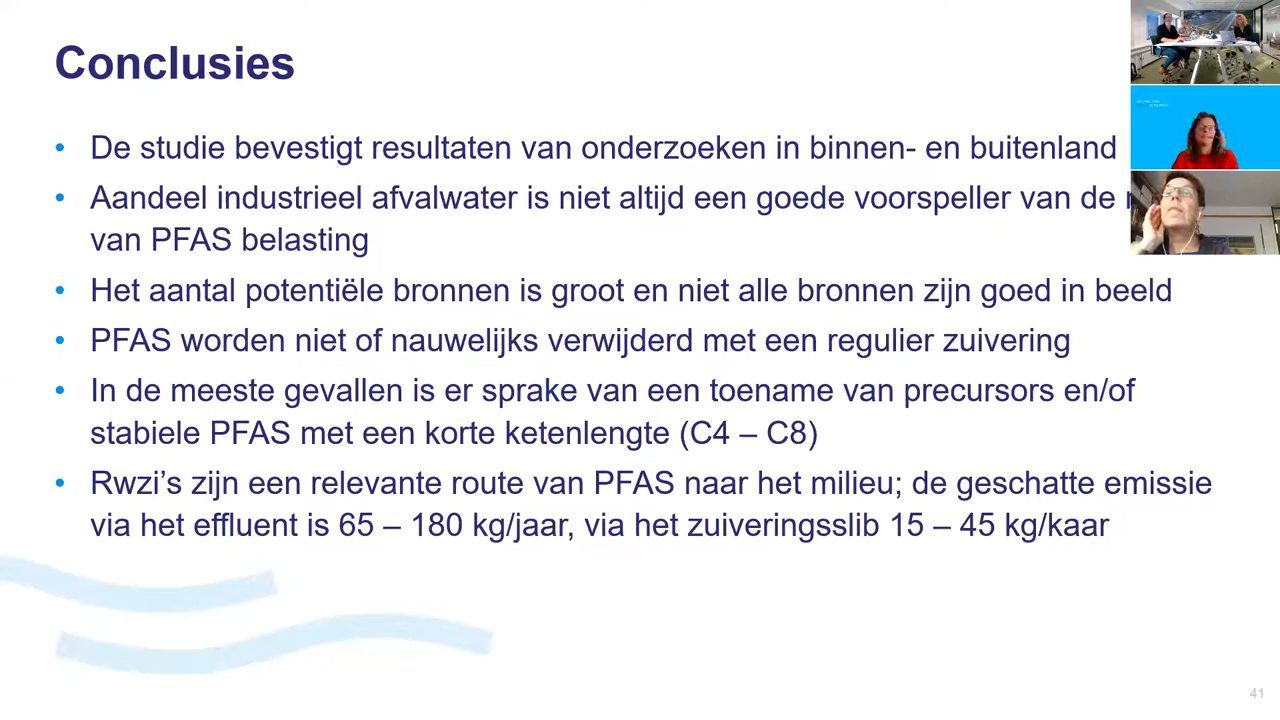 Conclusies
• De studie bevestigt resultaten van onderzoeken in binnen- en buitenland
• Aandeel industrieel afvalwater is niet altijd een goede voorspeller van de
van PFAS belasting
• Het aantal potentiële bronnen is groot en niet alle bronnen zijn goed in beeld
• PFAS worden niet of nauwelijks verwijderd met een regulier zuivering
• In de meeste gevallen is er sprake van een toename van precursors en/of
stabiele PFAS met een korte ketenlengte (C4 – C8)
• Rwzi’s zijn een relevante route van PFAS naar het milieu; de geschatte emissie
via het effluent is 65 – 180 kg/jaar, via het zuiveringsslib 15 – 45 kg/kaar
41